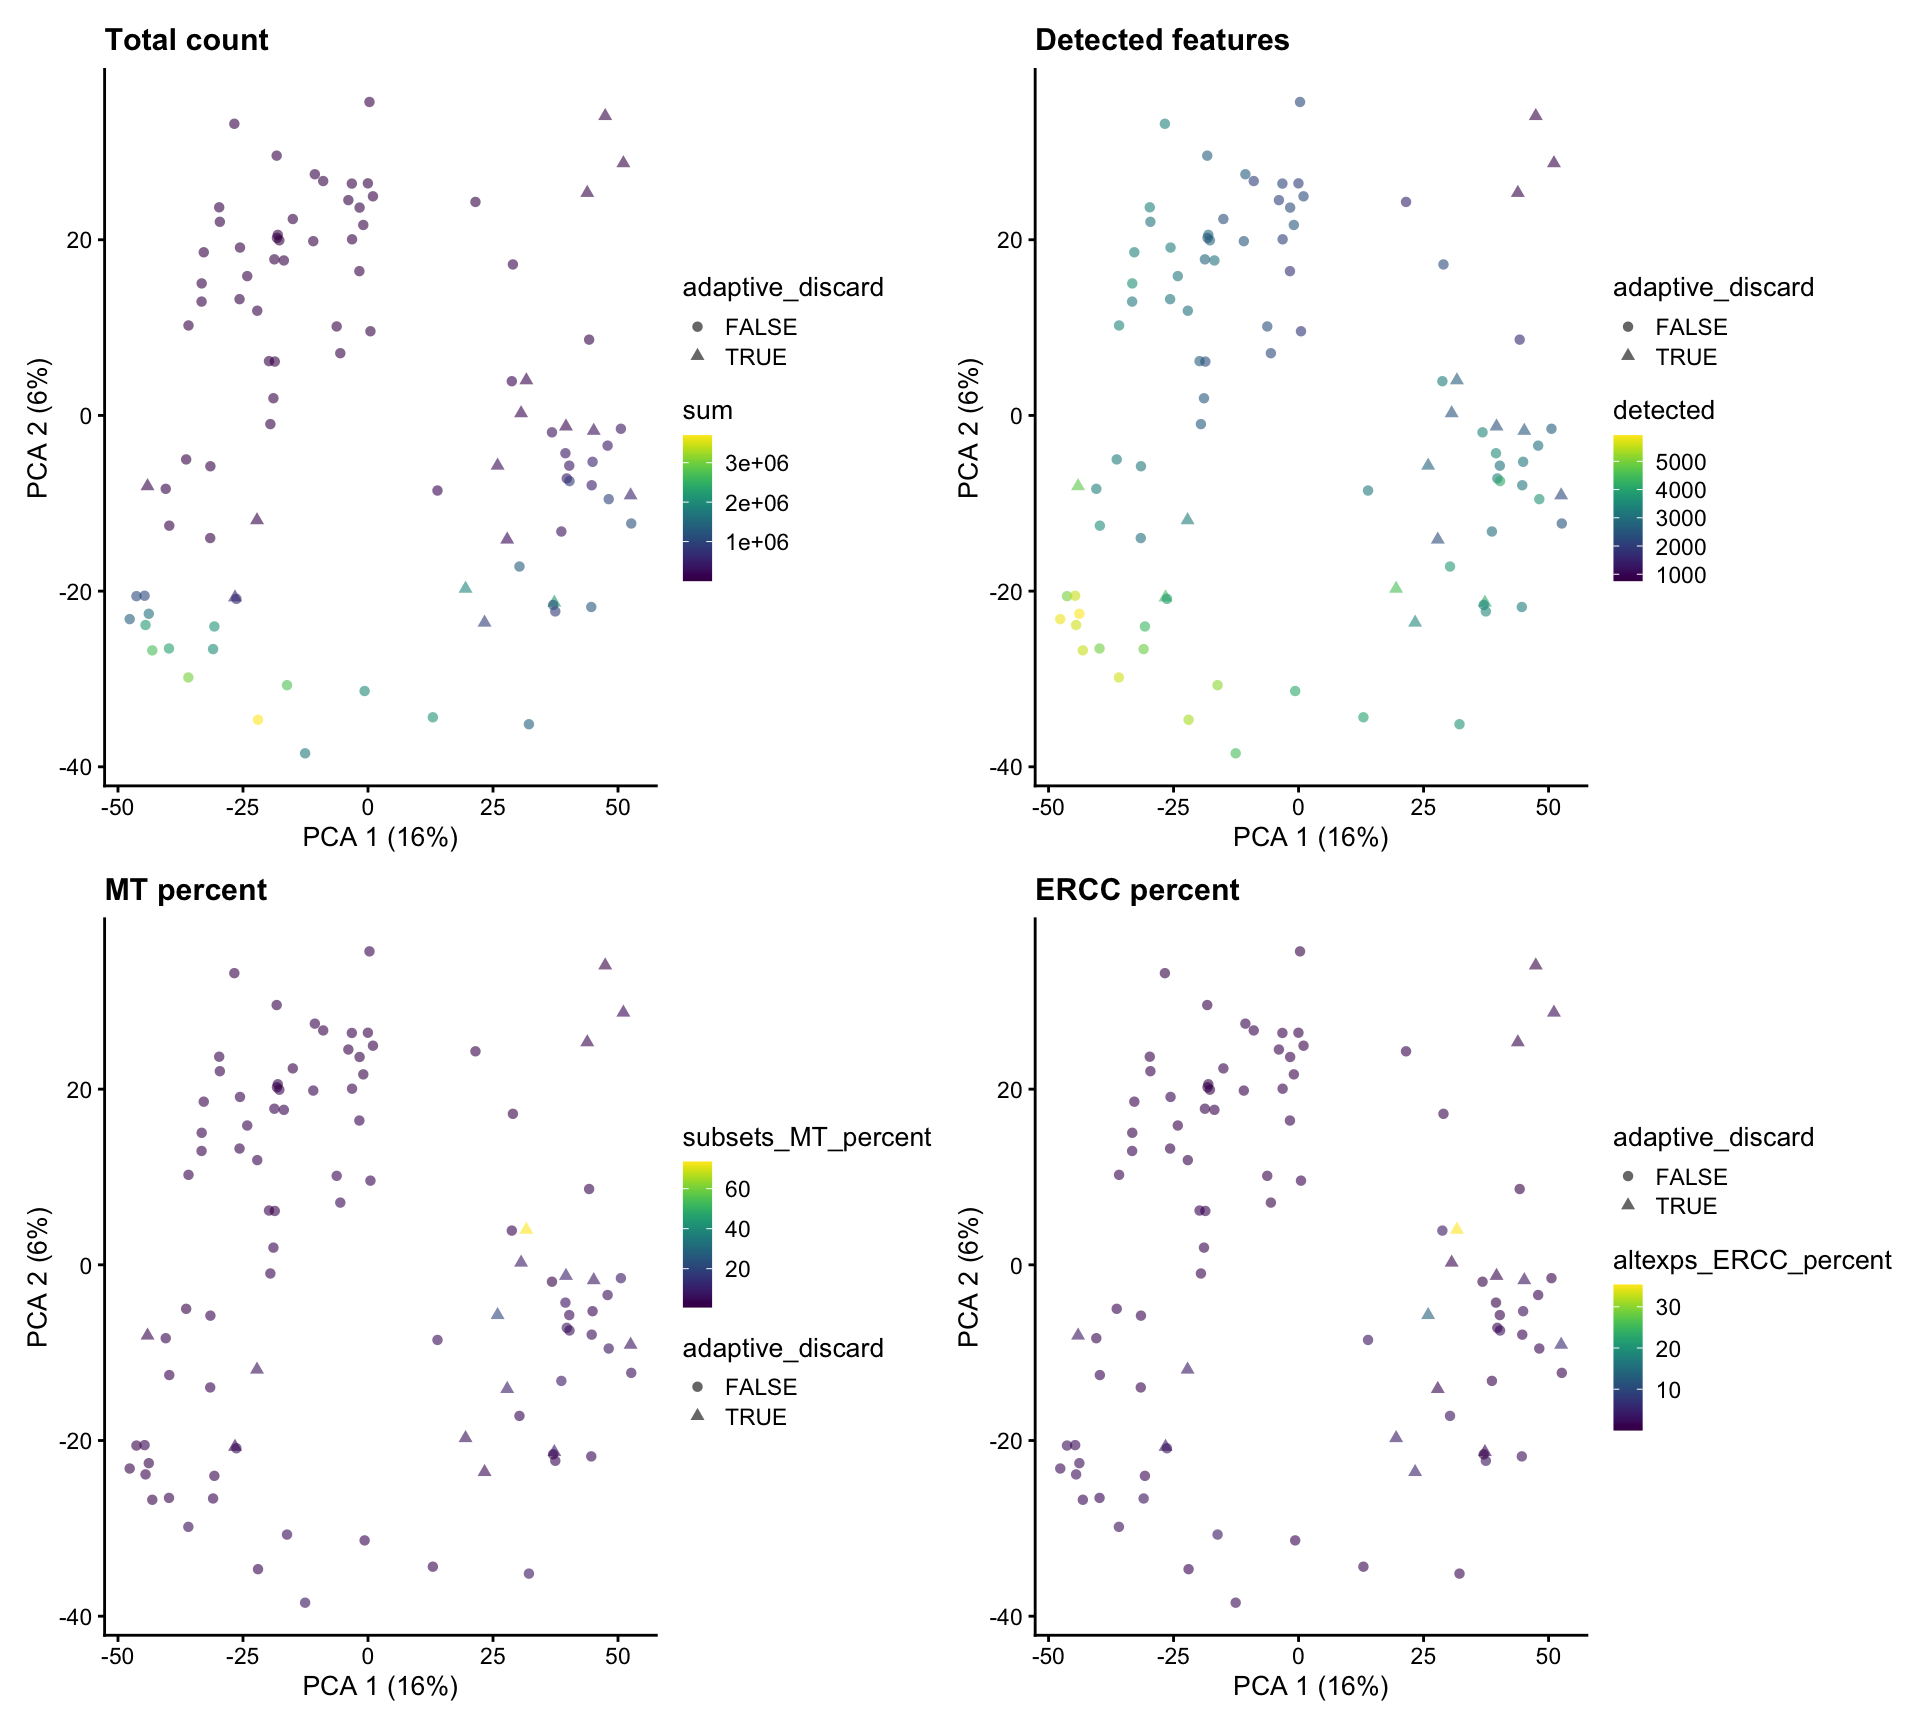 Total count
20
0
-20
-40
PCA 2 (6%)
-50
-25
0
25
50
PCA 1 (16%)
adaptive_discard
FALSE
TRUE
sum
3e+06
2e+06
1e+06
Detected features
20
0
-20
-40
PCA 2 (6%)
-50
-25
0
25
50
PCA 1 (16%)
adaptive_discard
FALSE
TRUE
detected
5000
4000
3000
2000
1000
MT percent
20
0
-20
-40
PCA 2 (6%)
-50
-25
0
25
50
PCA 1 (16%)
subsets_MT_percent
60
40
20
adaptive_discard
FALSE
TRUE
ERCC percent
20
0
-20
-40
PCA 2 (6%)
-50
-25
0
25
50
PCA 1 (16%)
adaptive_discard
FALSE
TRUE
altexps_ERCC_percent
30
20
10